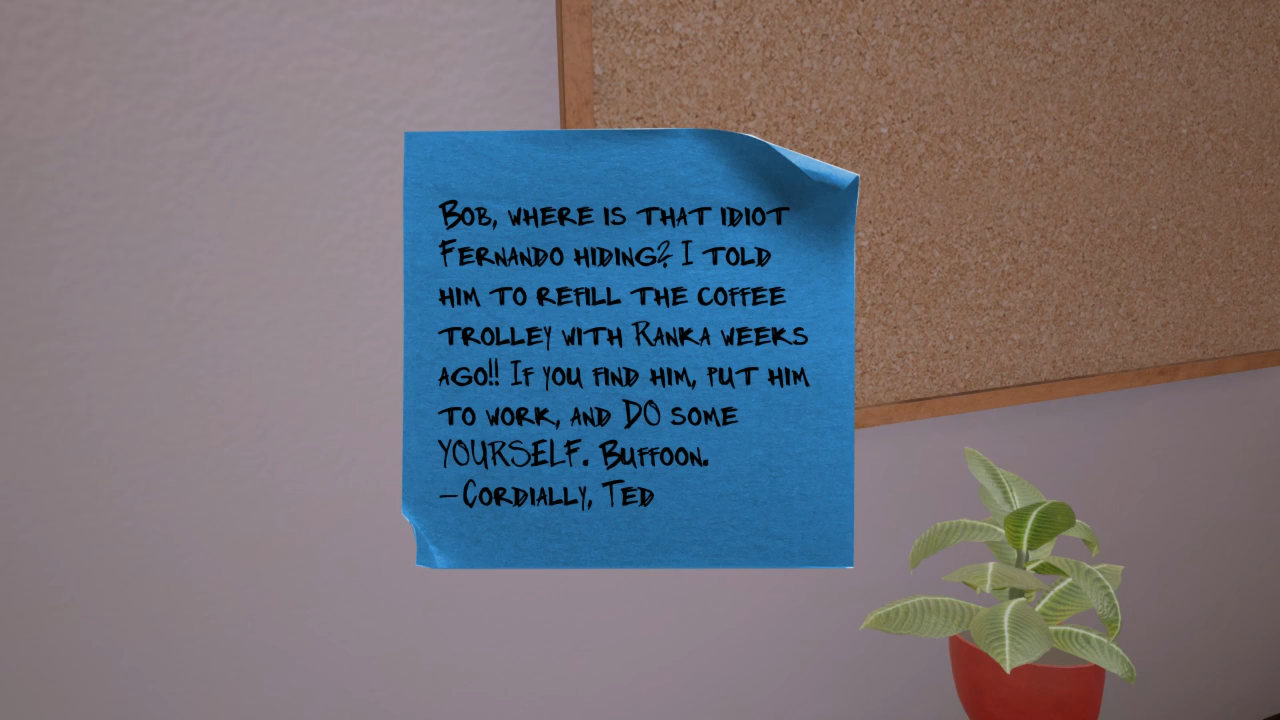 Bob, where is that idiot
Fernando hiding? I told
him to refill the coffee
trolley with Ranka weeks
ago!! If you find him, put him
to work, and DO some
YOURSELF. Buffoon.
–Cordially, Ted